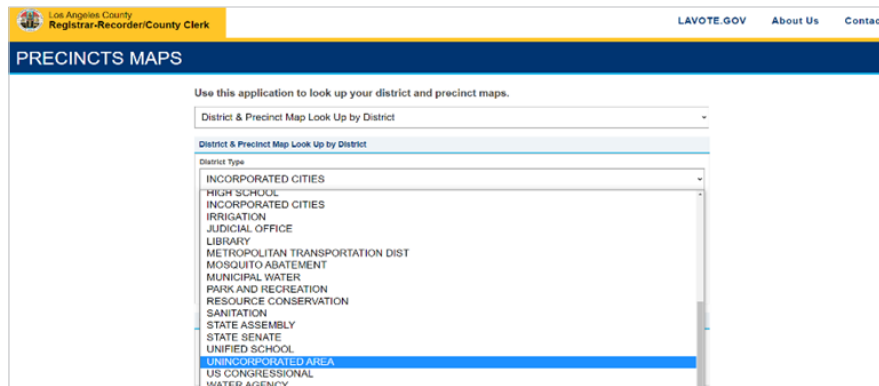 Los Angeles County
Registrar-Recorder/County Clerk
LAVOTE.GOV About Us Contac
PRECINCTS MAPS
Use this application to look up your district and precinct maps.
District & Precinct Map Look Up by District
District & Precinct Map Look Up by District
District Type
INCORPORATED CITIES
HIGH SCHOOL
INCORPORATED CITIES
IRRIGATION
JUDICIAL OFFICE
LIBRARY
METROPOLITAN TRANSPORTATION DIST
MOSQUITO ABATEMENT
MUNICIPAL WATER
PARK AND RECREATION
RESOURCE CONSERVATION
SANITATION
STATE ASSEMBLY
STATE SENATE
UNIFIED SCHOOL
UNINCORPORATED AREA
US CONGRESSIONAL
WATER AGENCY